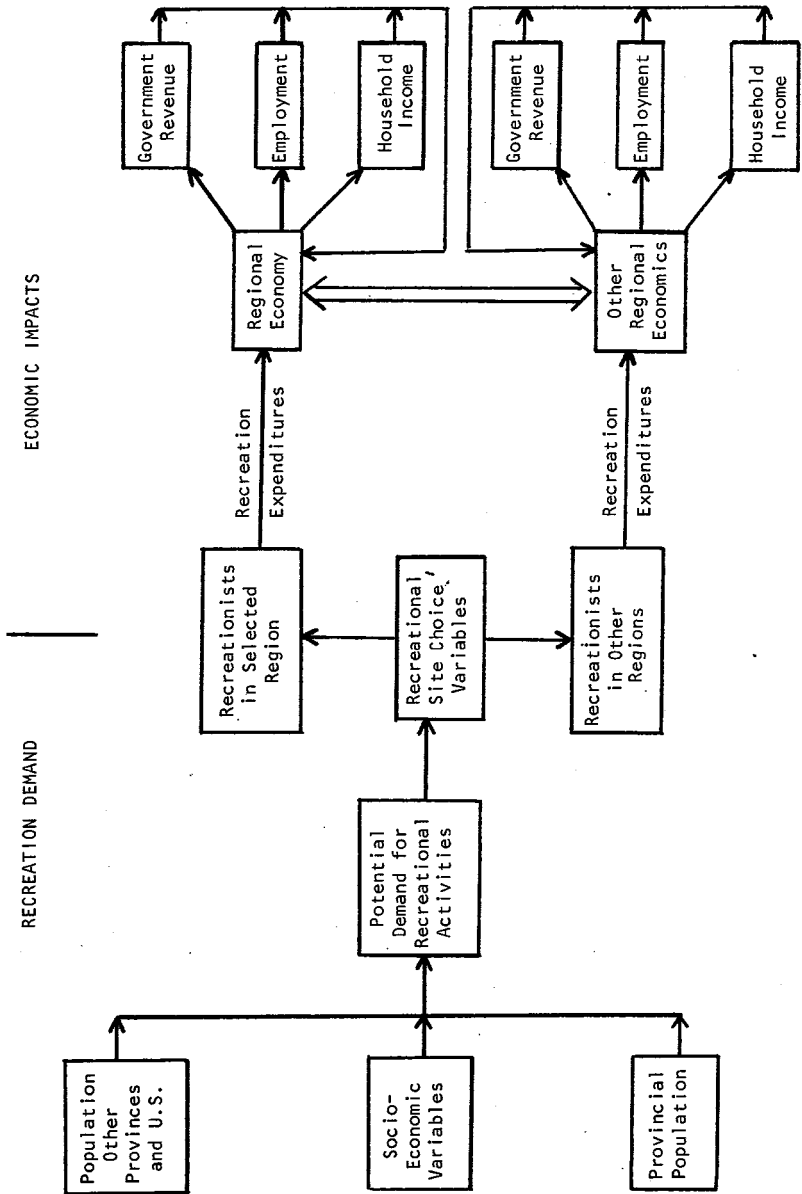 RECREATION DEMAND
ECONOMIC IMPACTS
Population
Other
Provinces
and U.S.
Socio-
Economic
Variables
Provincial
Population
Potential
Demand for
Recreational
Activities
Recreationists
in Selected
Region
Recreational
Site Choice
Variables
Recreationists
in Other
Regions
Recreation
Expenditures
Recreation
Expenditures
Regional
Economy
Other
Regional
Economics
Government
Revenue
Employment
Household
Income
Government
Revenue
Employment
Household
Income